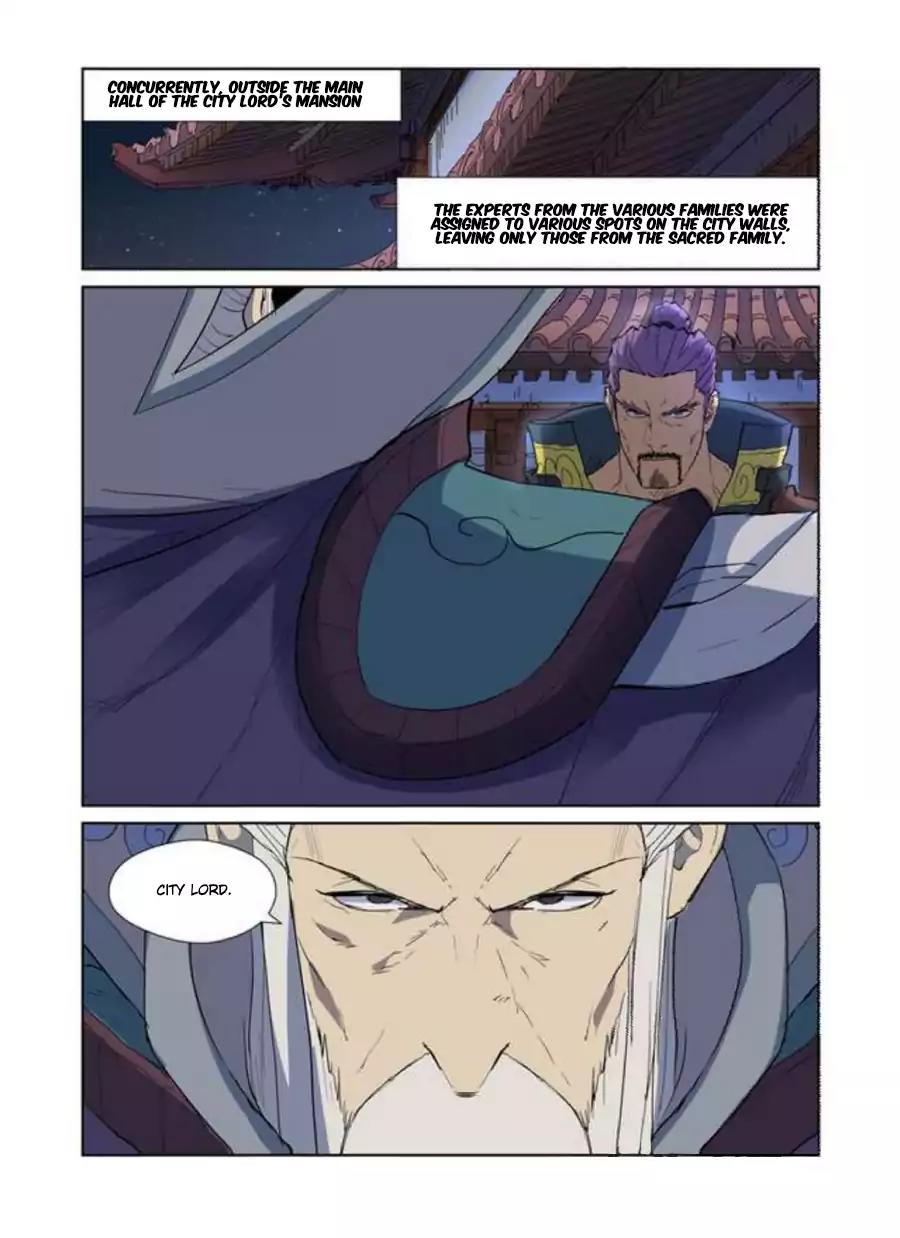 CONCURRENTLY, OUTSIDE THE MAIN
HALL OF THE CITY LORD'S MANSION
THE EXPERTS FROM THE VARIOUS FAMILIES WERE
ASSIGNED TO VARIOUS SPOTS ON THE CITY WALLS,
LEAVING ONLY THOSE FROM THE SACRED FAMILY.
CITY LORD.